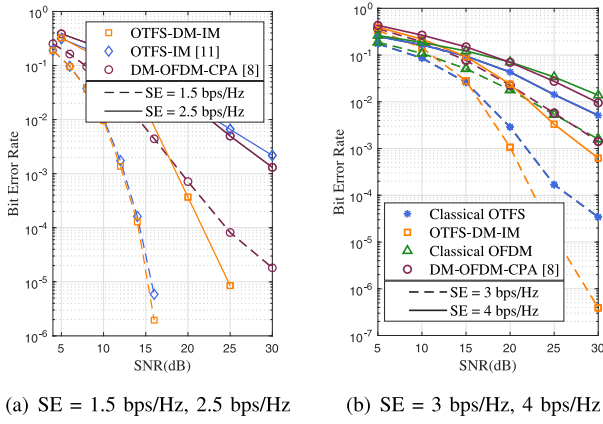 OTFS-DM-IM
OTFS-IM [11]
DM-OFDM-CPA [8]
SE = 1.5 bps/Hz
SE = 2.5 bps/Hz
Bit Error Rate
10^0
10^-1
10^-2
10^-3
10^-4
10^-5
10^-6
5 10 15 20 25 30
SNR(dB)
(a) SE = 1.5 bps/Hz, 2.5 bps/Hz
Bit Error Rate
10^0
10^-1
10^-2
10^-3
10^-4
10^-5
10^-6
10^-7
Classical OTFS
OTFS-DM-IM
Classical OFDM
DM-OFDM-CPA [8]
SE = 3 bps/Hz
SE = 4 bps/Hz
5 10 15 20 25 30
SNR(dB)
(b) SE = 3 bps/Hz, 4 bps/Hz